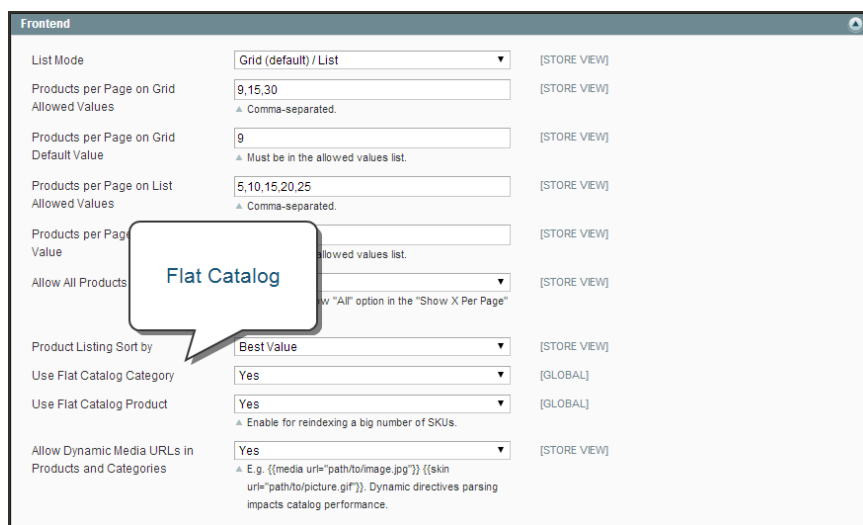 Frontend
List Mode
Grid (default) / List
[STORE VIEW]
Products per Page on Grid
Allowed Values
9,15,30
[STORE VIEW]
Comma-separated.
Products per Page on Grid
Default Value
9
[STORE VIEW]
Must be in the allowed values list.
Products per Page on List
Allowed Values
5,10,15,20,25
[STORE VIEW]
Comma-separated.
Products per Page
Value
[STORE VIEW]
allowed values list.
Flat Catalog
Allow All Products
[STORE VIEW]
"All" option in the "Show X Per Page"
Product Listing Sort by
Best Value
[STORE VIEW]
Use Flat Catalog Category
Yes
[GLOBAL]
Use Flat Catalog Product
Yes
[GLOBAL]
Enable for reindexing a big number of SKUs.
Allow Dynamic Media URLs in
Products and Categories
Yes
[STORE VIEW]
E.g. {{media url="path/to/image.jpg"}} {{skin
url="path/to/picture.gif"}}. Dynamic directives parsing
impacts catalog performance.